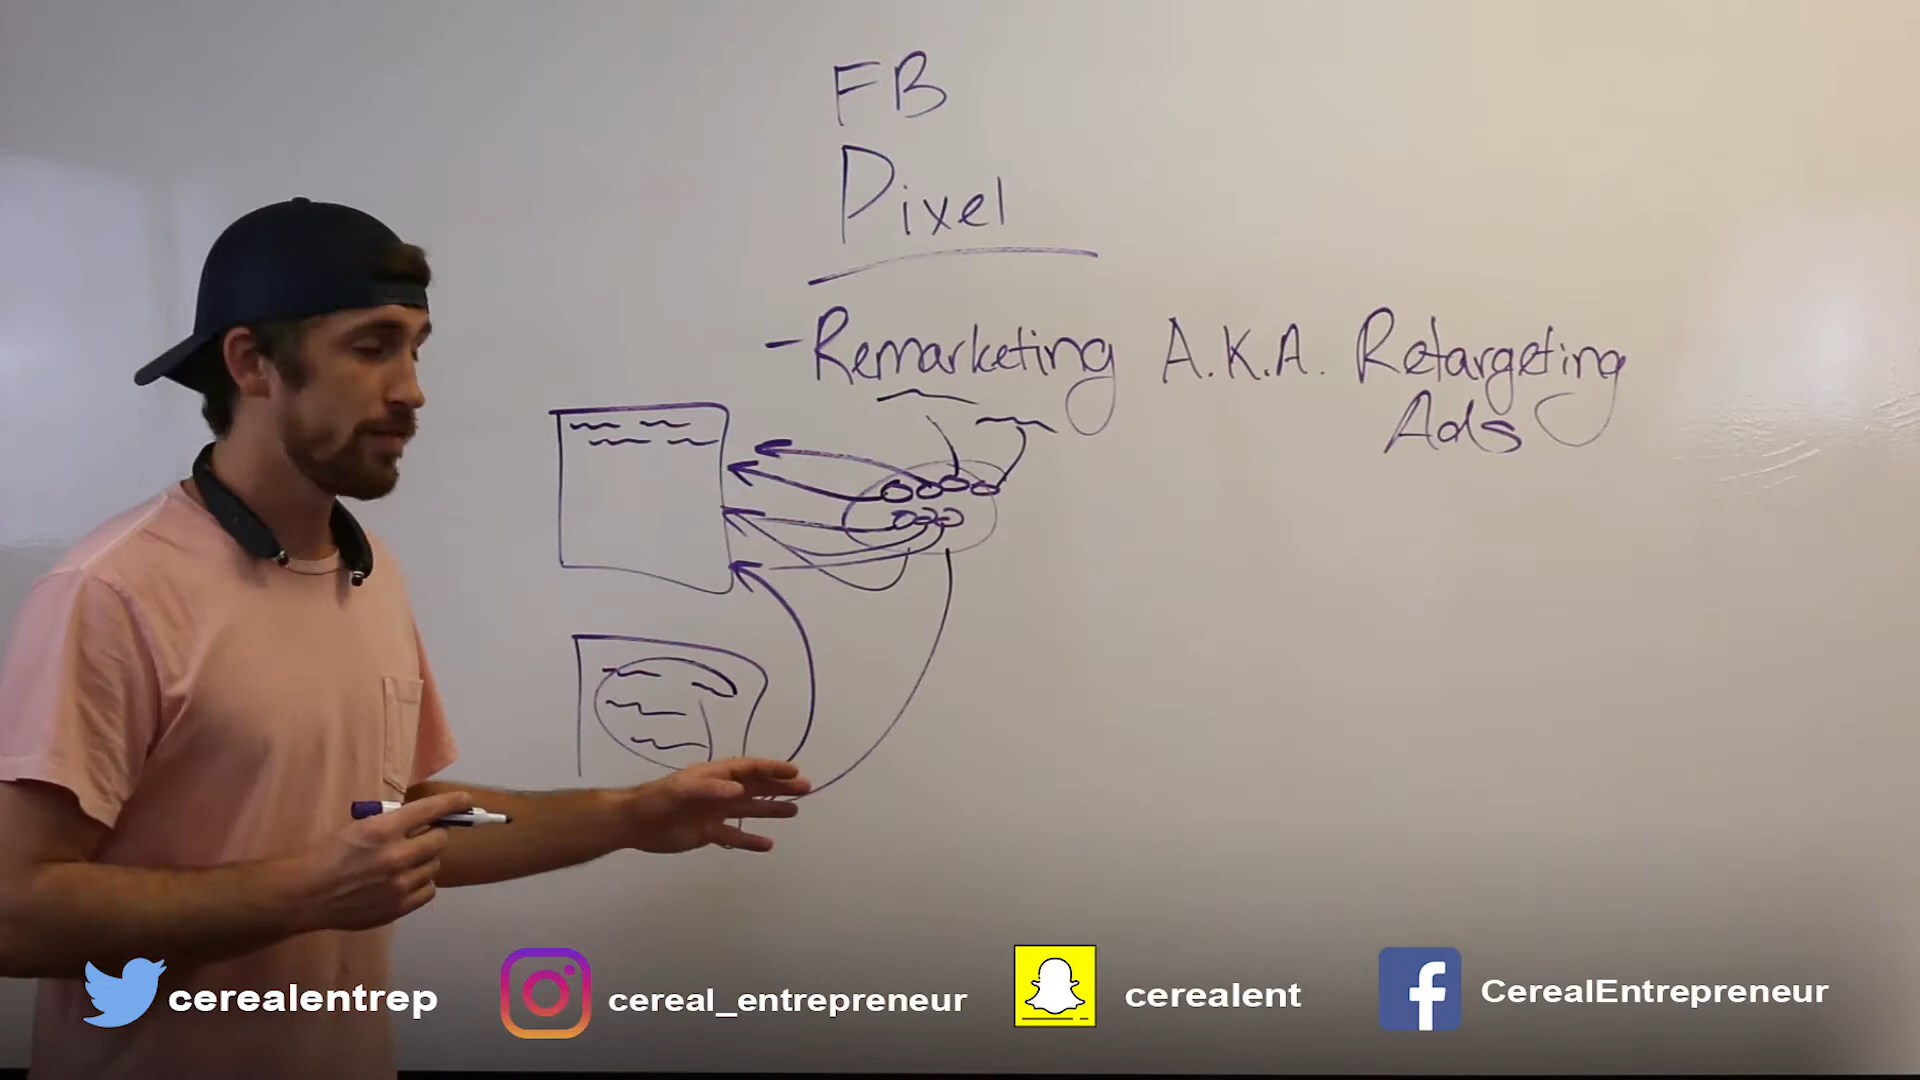 FB
Pixel
- Remarketing A.K.A. Retargeting
Ads
cerealentrep
cereal_entrepreneur
cerealent
CerealEntrepreneur